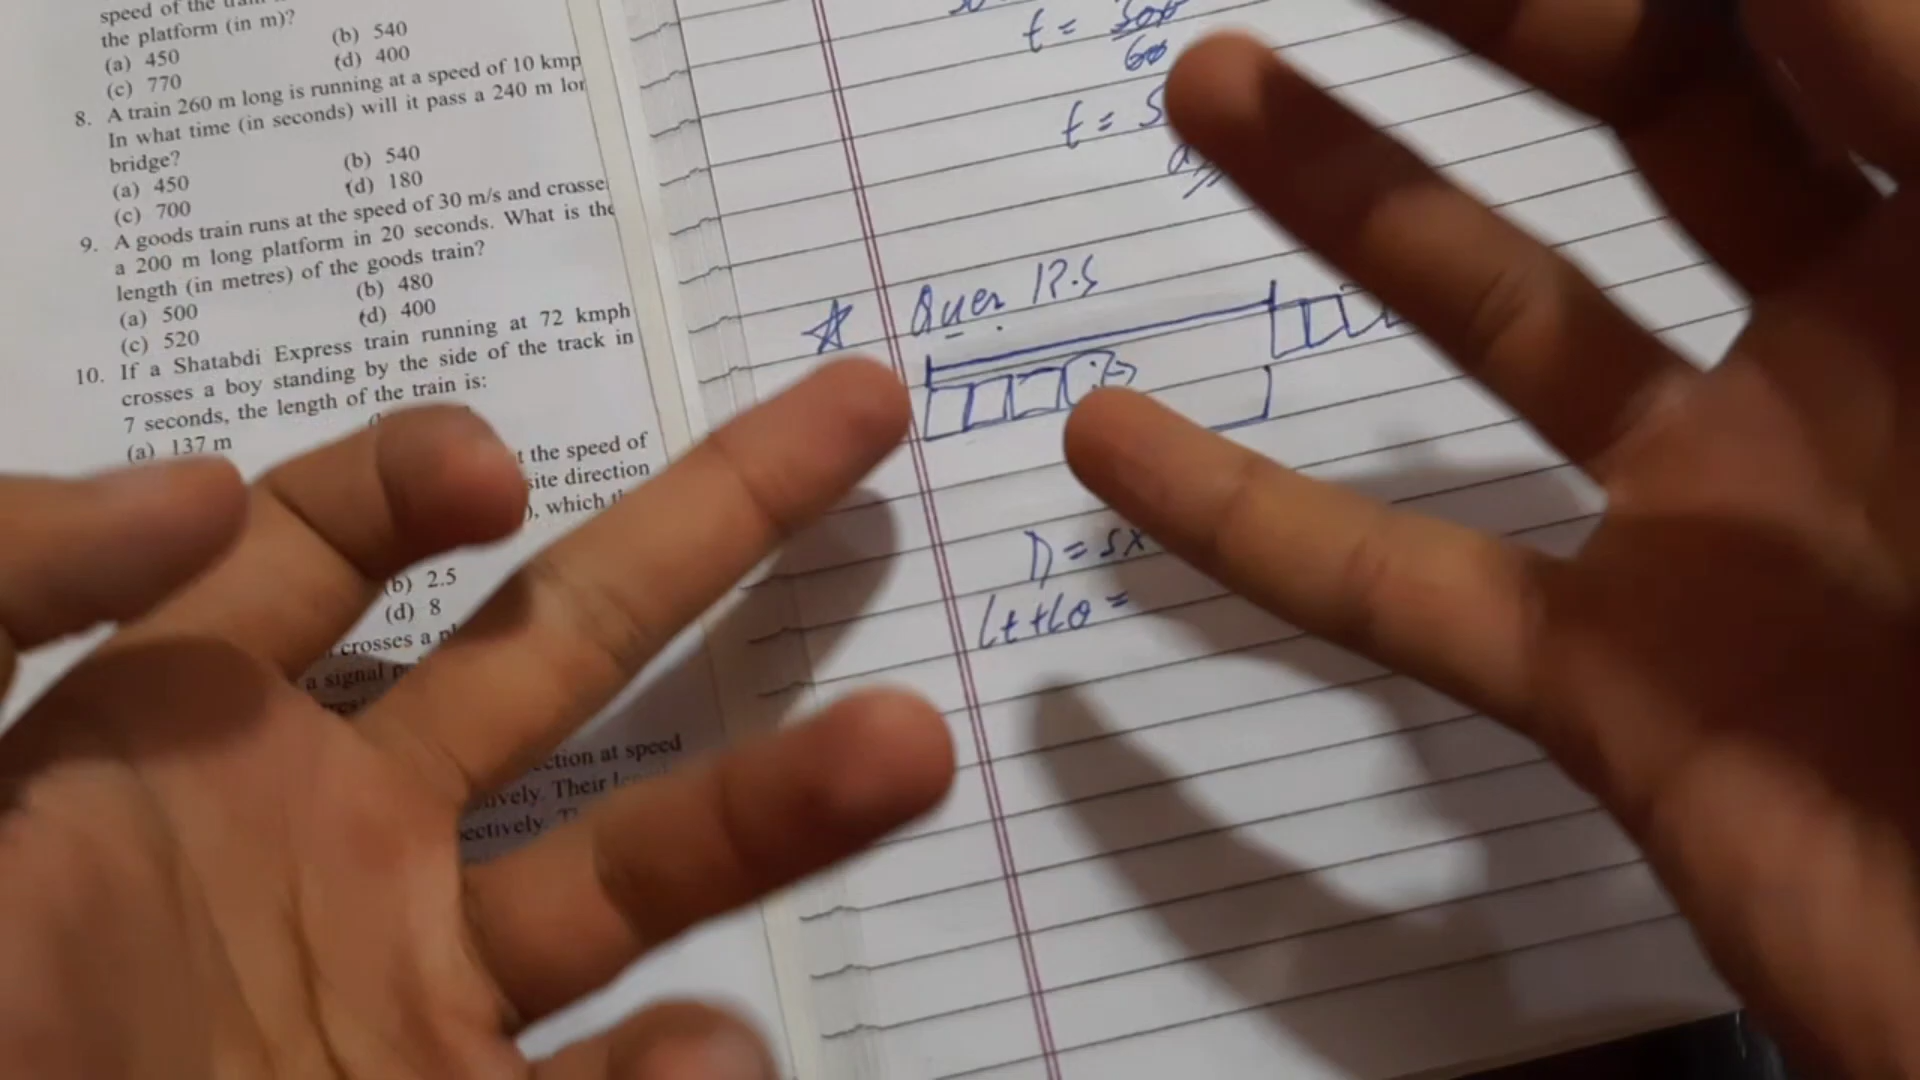 speed of the
the platform (in m)?
(a) 450 (b) 540
(c) 770 (d) 400
8. A train 260 m long is running at a speed of 10 kmp
In what time (in seconds) will it pass a 240 m lon
bridge?
(a) 450 (b) 540
(c) 700 (d) 180
9. A goods train runs at the speed of 30 m/s and crosses
a 200 m long platform in 20 seconds. What is the
length (in metres) of the goods train?
(a) 500 (b) 480
(c) 520 (d) 400
10. If a Shatabdi Express train running at 72 kmph
crosses a boy standing by the side of the track in
7 seconds, the length of the train is:
(a) 137 m
t the speed of
site direction
), which
(b) 2.5
(d) 8
crosses a pl
a signal p
ction at speed
tively. Their
ectively.
t =
60
t = 5
D = S×
Lt + Lo =